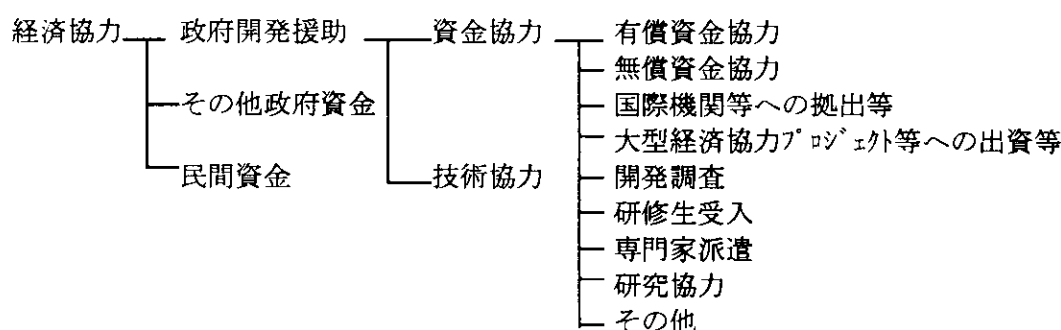 経済協力 政府開発援助 資金協力 有償資金協力
無償資金協力
その他政府資金 国際機関等への拠出等
大型経済協力ﾌﾟﾛｼﾞｪｸﾄ等への出資等
民間資金 技術協力 開発調査
研修生受入
専門家派遣
研究協力
その他